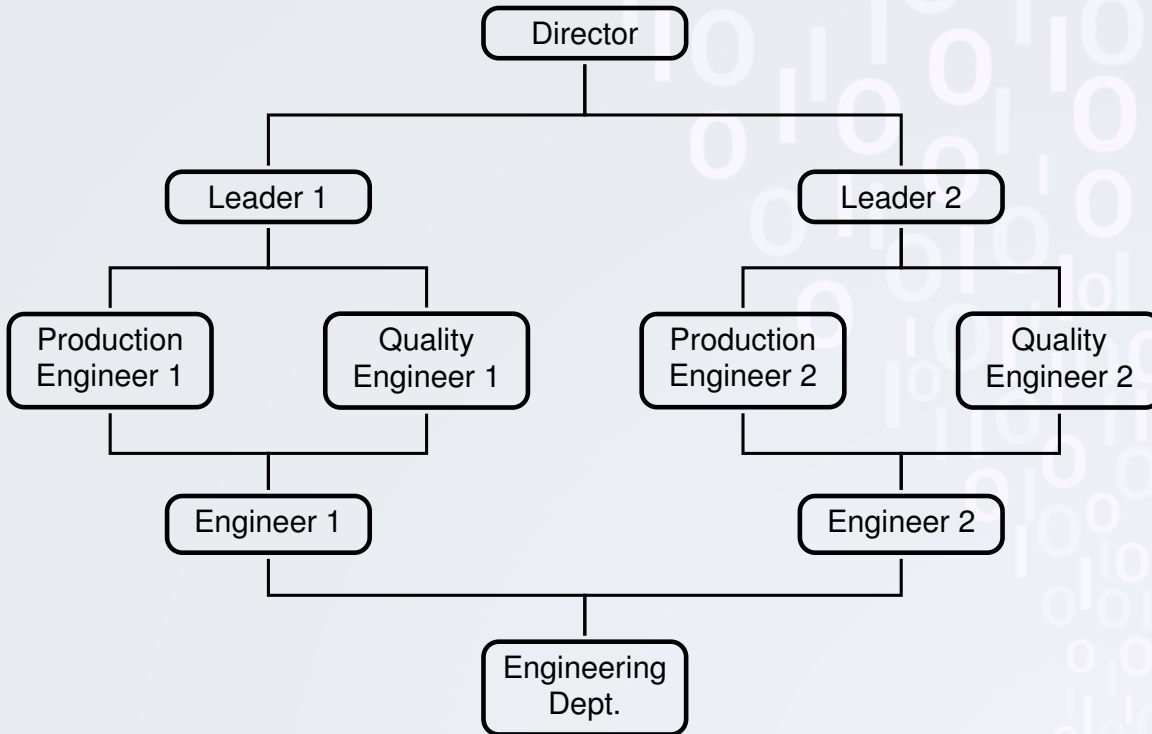 Director
Leader 1
Leader 2
Production
Engineer 1
Quality
Engineer 1
Production
Engineer 2
Quality
Engineer 2
Engineer 1
Engineer 2
Engineering
Dept.